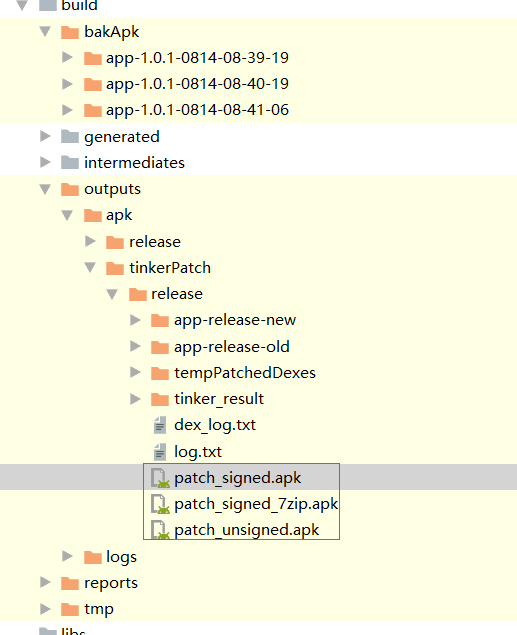 build
bakApk
app-1.0.1-0814-08-39-19
app-1.0.1-0814-08-40-19
app-1.0.1-0814-08-41-06
generated
intermediates
outputs
apk
release
tinkerPatch
release
app-release-new
app-release-old
tempPatchedDexes
tinker_result
dex_log.txt
log.txt
patch_signed.apk
patch_signed_7zip.apk
patch_unsigned.apk
logs
reports
tmp
libs